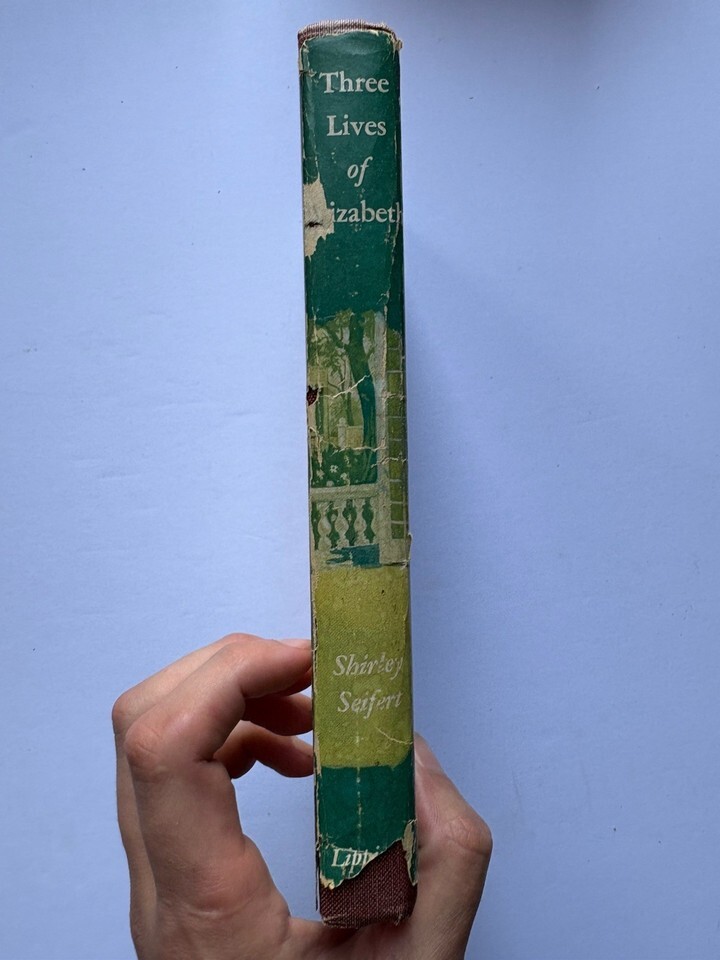 Three
Lives
of
izabeth
Shirley
Seifert
Lipp